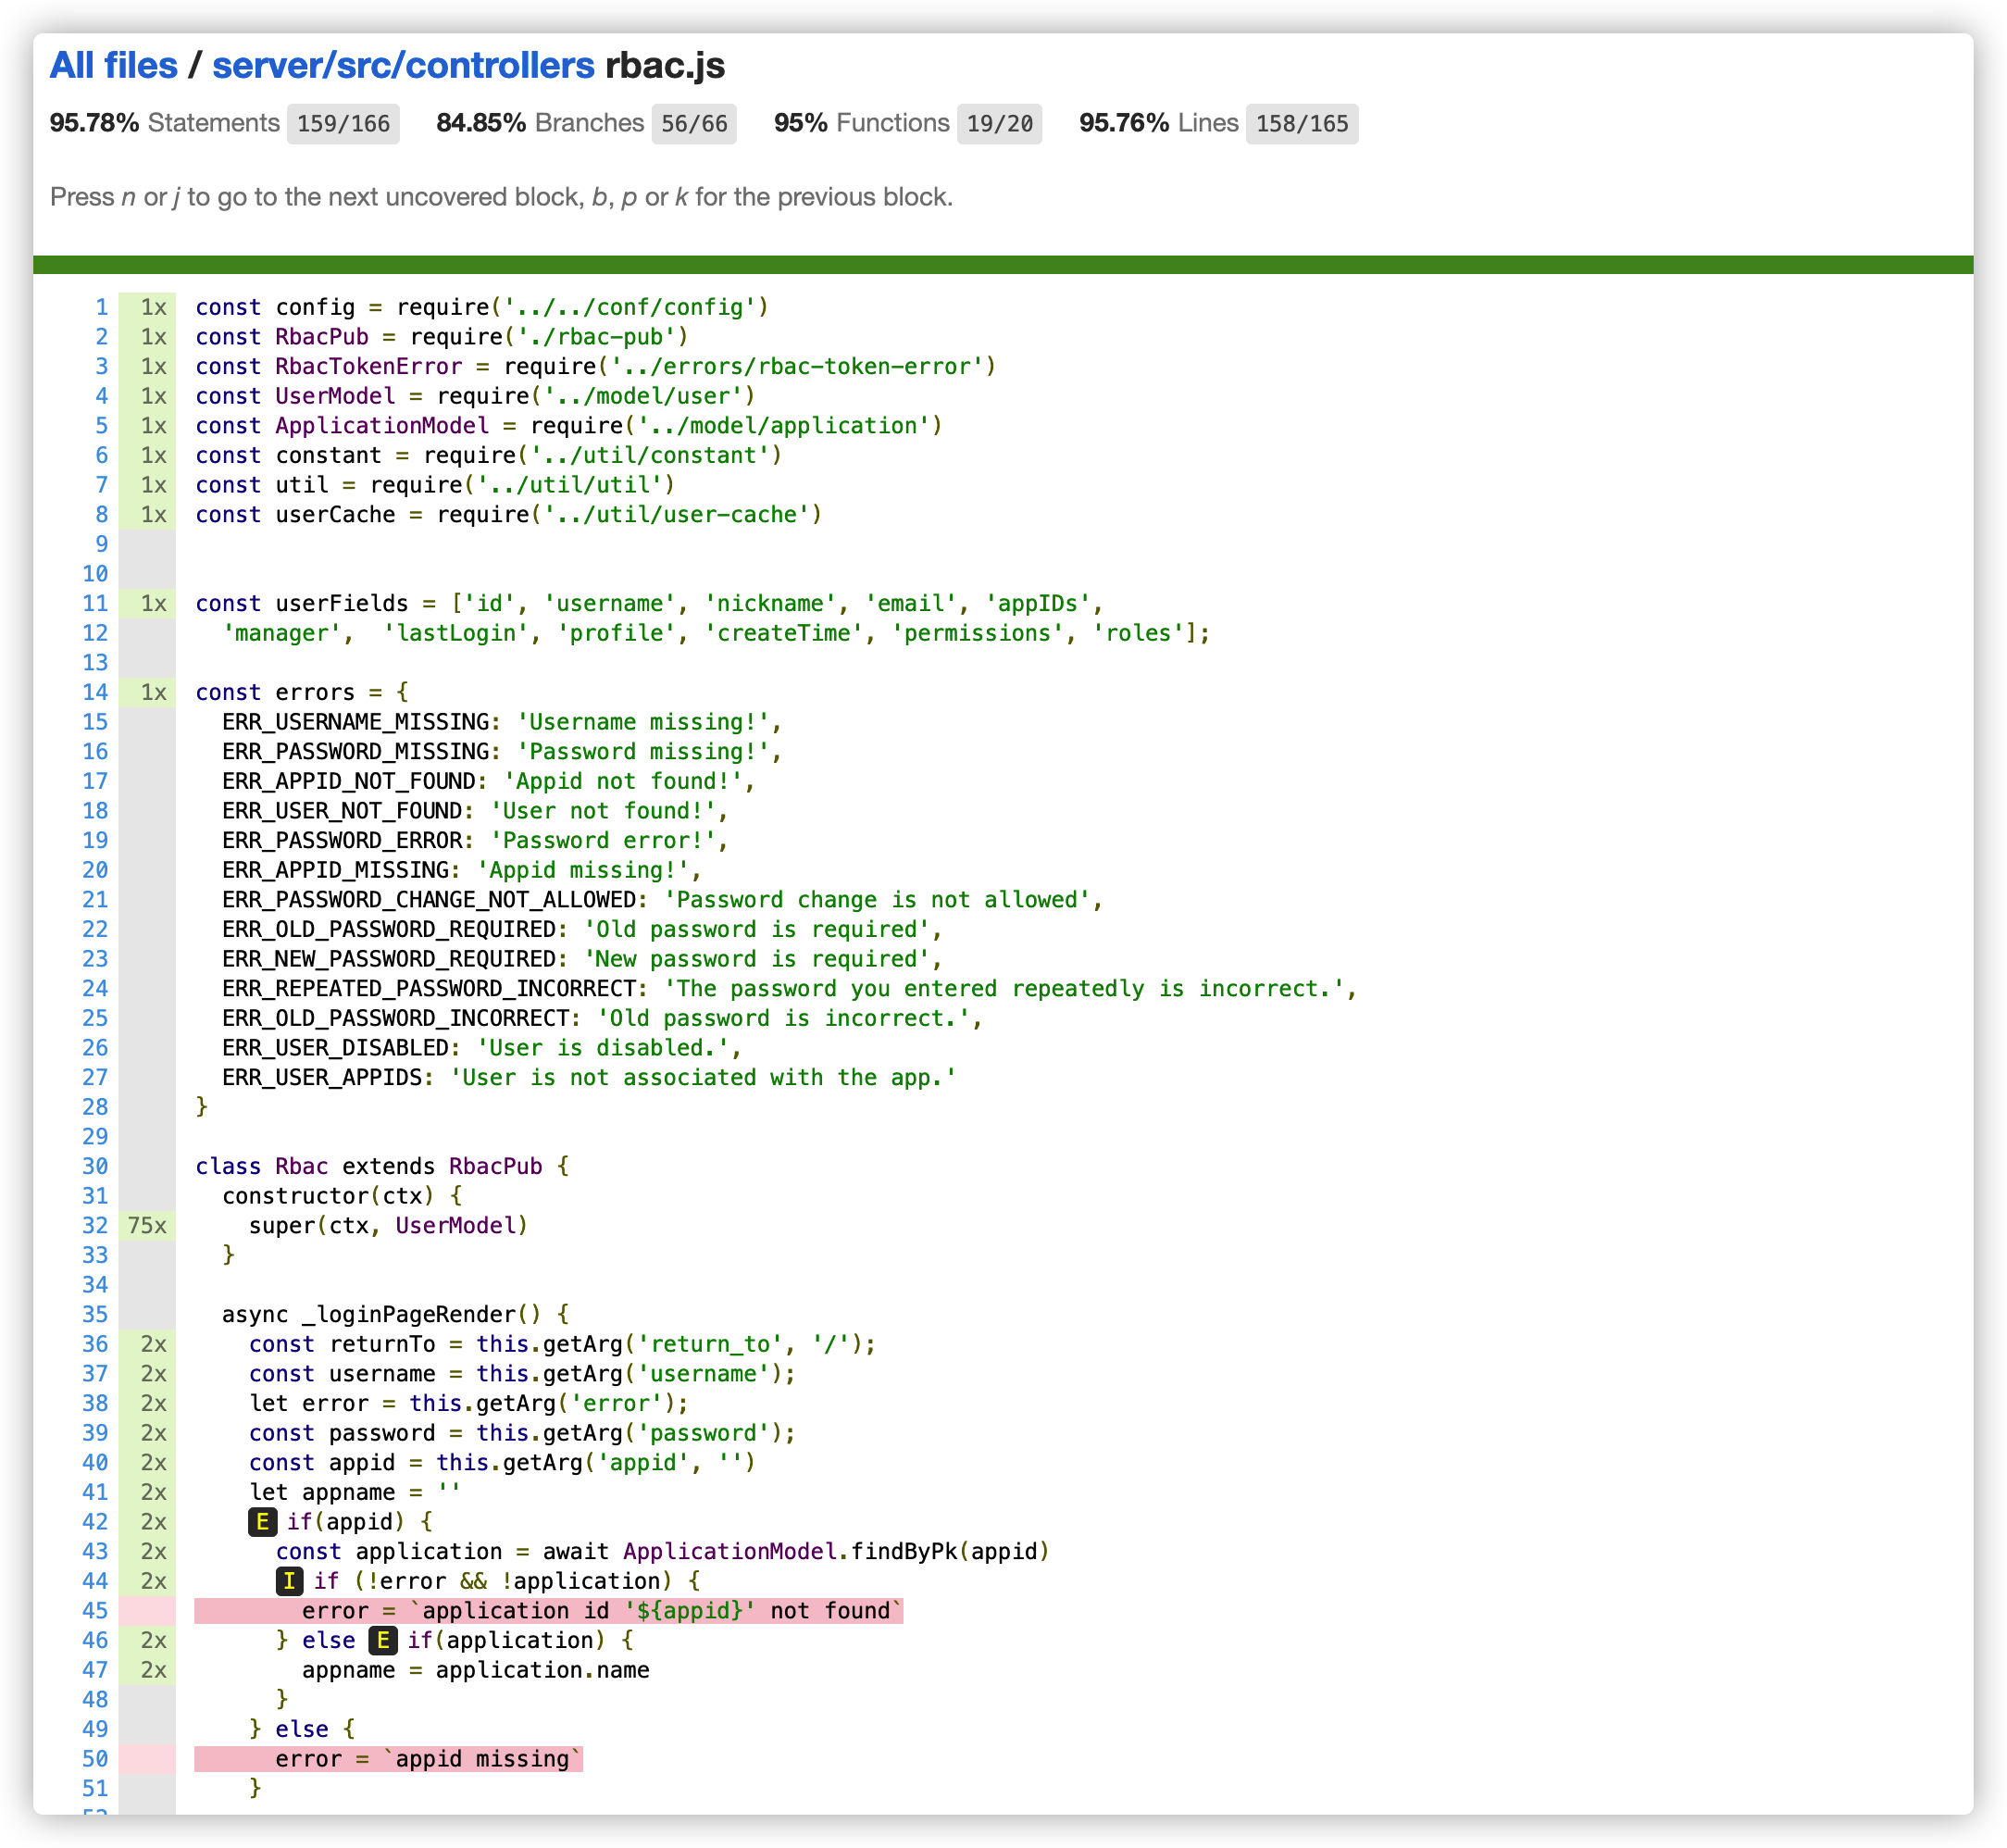 All files / server/src/controllers rbac.js
95.78% Statements 159/166 84.85% Branches 56/66 95% Functions 19/20 95.76% Lines 158/165
Press n or j to go to the next uncovered block, b, p or k for the previous block.
1 1x const config = require('../../conf/config')
2 1x const RbacPub = require('./rbac-pub')
3 1x const RbacTokenError = require('../errors/rbac-token-error')
4 1x const UserModel = require('../model/user')
5 1x const ApplicationModel = require('../model/application')
6 1x const constant = require('../util/constant')
7 1x const util = require('../util/util')
8 1x const userCache = require('../util/user-cache')
9
10
11 1x const userFields = ['id', 'username', 'nickname', 'email', 'appIDs',
12 'manager',  'lastLogin', 'profile', 'createTime', 'permissions', 'roles'];
13
14 1x const errors = {
15 ERR_USERNAME_MISSING: 'Username missing!',
16 ERR_PASSWORD_MISSING: 'Password missing!',
17 ERR_APPID_NOT_FOUND: 'Appid not found!',
18 ERR_USER_NOT_FOUND: 'User not found!',
19 ERR_PASSWORD_ERROR: 'Password error!',
20 ERR_APPID_MISSING: 'Appid missing!',
21 ERR_PASSWORD_CHANGE_NOT_ALLOWED: 'Password change is not allowed',
22 ERR_OLD_PASSWORD_REQUIRED: 'Old password is required',
23 ERR_NEW_PASSWORD_REQUIRED: 'New password is required',
24 ERR_REPEATED_PASSWORD_INCORRECT: 'The password you entered repeatedly is incorrect.',
25 ERR_OLD_PASSWORD_INCORRECT: 'Old password is incorrect.',
26 ERR_USER_DISABLED: 'User is disabled.',
27 ERR_USER_APPIDS: 'User is not associated with the app.'
28 }
29
30 class Rbac extends RbacPub {
31 constructor(ctx) {
32 75x super(ctx, UserModel)
33 }
34
35 async _loginPageRender() {
36 2x const returnTo = this.getArg('return_to', '/');
37 2x const username = this.getArg('username');
38 2x let error = this.getArg('error');
39 2x const password = this.getArg('password');
40 2x const appid = this.getArg('appid', '')
41 2x let appname = ''
42 2x E if(appid) {
43 2x const application = await ApplicationModel.findByPk(appid)
44 2x I if (!error && !application) {
45 error = `application id '${appid}' not found`
46 2x } else E if(application) {
47 2x appname = application.name
48 }
49 } else {
50 error = `appid missing`
51 }